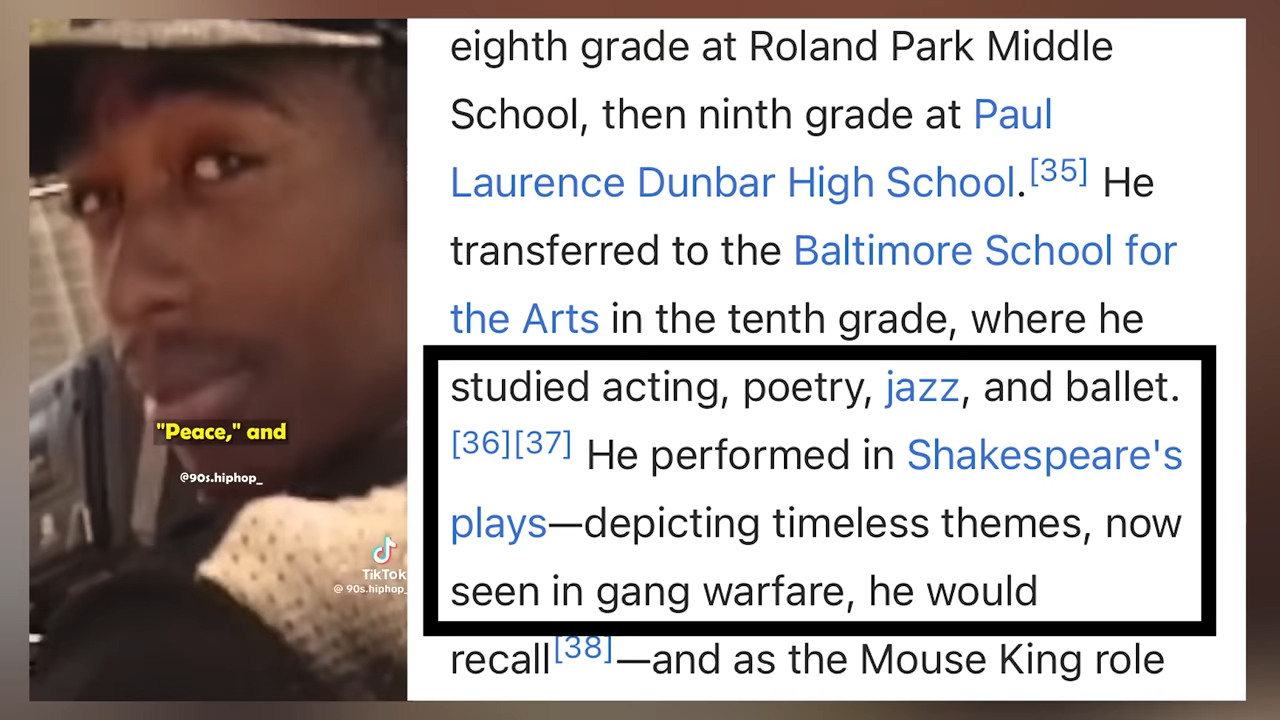 "Peace," and
@90s.hiphop_
TikTok
@ 90s.hiphop_
eighth grade at Roland Park Middle
School, then ninth grade at Paul
Laurence Dunbar High School.[35] He
transferred to the Baltimore School for
the Arts in the tenth grade, where he
studied acting, poetry, jazz, and ballet.
[36][37] He performed in Shakespeare's
plays—depicting timeless themes, now
seen in gang warfare, he would
recall[38]—and as the Mouse King role